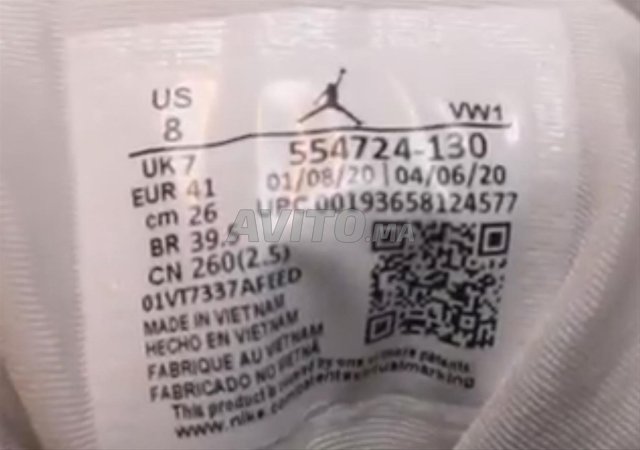 US
8
VW1
UK 7
EUR 41
cm 26
BR 39.5
CN 260(2.5)
01VT7337AFEED
554724-130
01/08/20 | 04/06/20
UPC 00193658124577
AVITO.MA
MADE IN VIETNAM
HECHO EN VIETNAM
FABRIQUE AU VIETNAM
FABRICADO NO VIETNÃ
This product is covered by one or more patents.
www.nike.com/patentsvirtualmarking